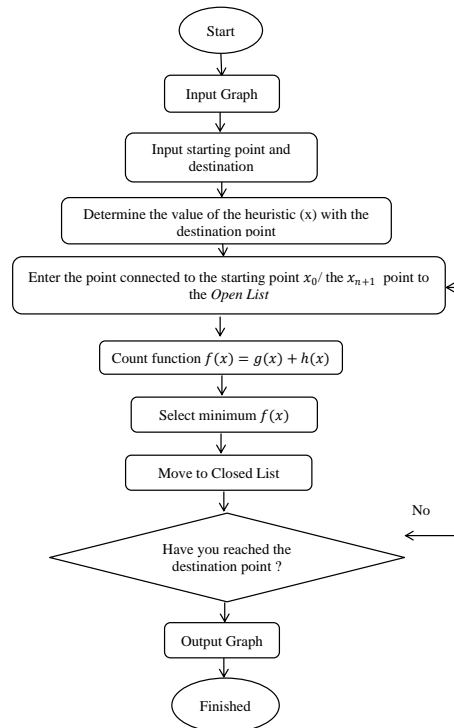 Start
Input Graph
Input starting point and
destination
Determine the value of the heuristic (x) with the
destination point
Enter the point connected to the starting point 𝑥₀/ the 𝑥ₙ₊₁ point to
the Open List
Count function 𝑓(𝑥) = 𝑔(𝑥) + ℎ(𝑥)
Select minimum 𝑓(𝑥)
Move to Closed List
No
Have you reached the
destination point ?
Output Graph
Finished